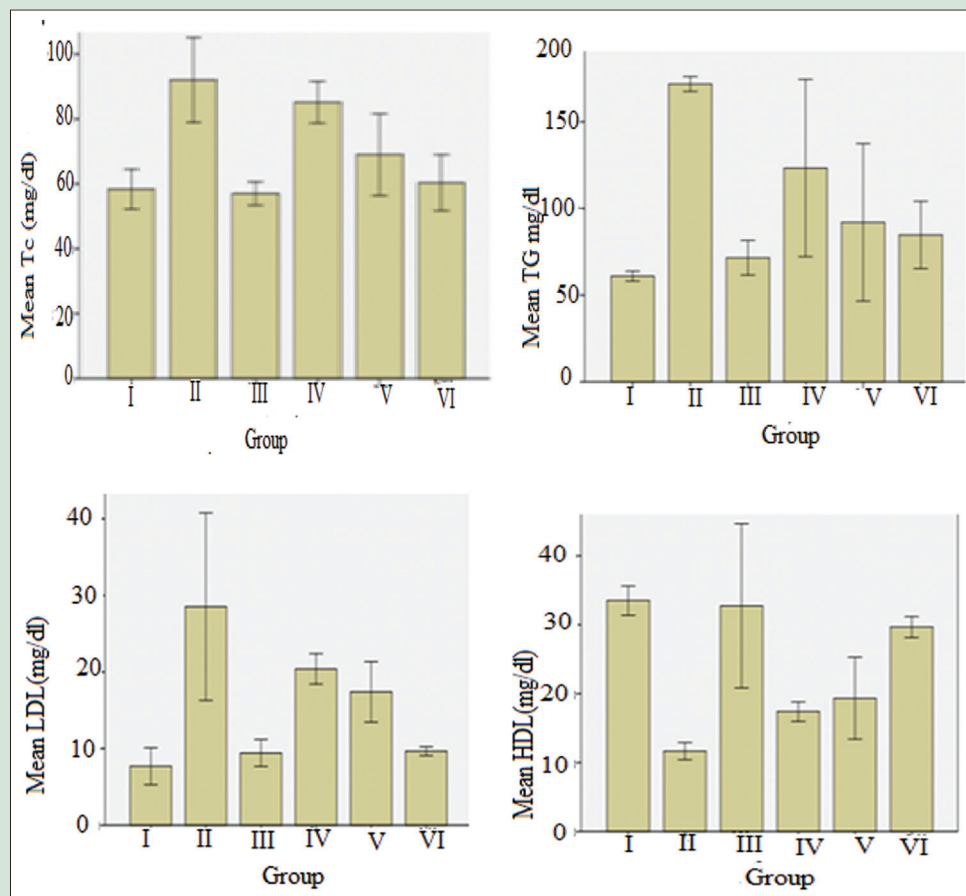 Mean Tc (mg/dl)
100
80
60
40
20
0
I II III IV V VI
Group
Mean TG mg/dl
200
150
100
50
0
I II III IV V VI
Group
Mean LDL(mg/dl)
40
30
20
10
0
I II III IV V VI
Group
Mean HDL(mg/dl)
40
30
20
10
0
I II III IV V VI
Group